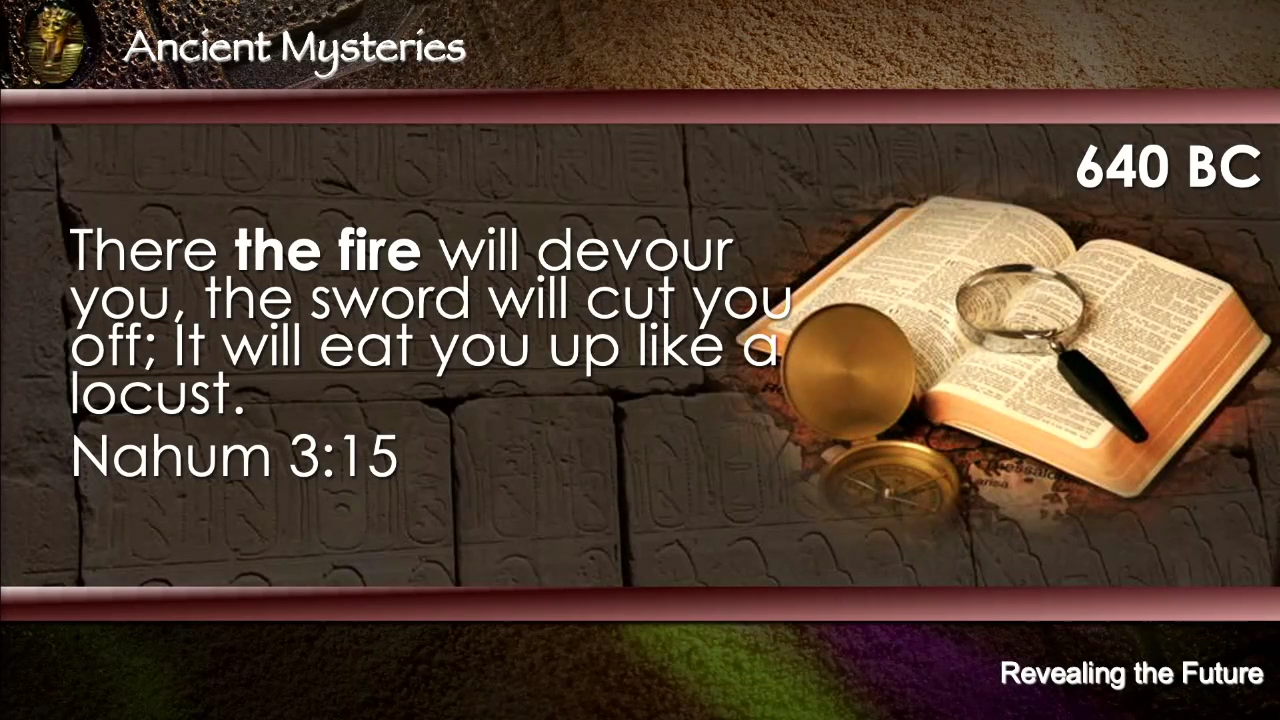 Ancient Mysteries
640 BC
There the fire will devour
you, the sword will cut you
off; It will eat you up like a
locust.
Nahum 3:15
Revealing the Future